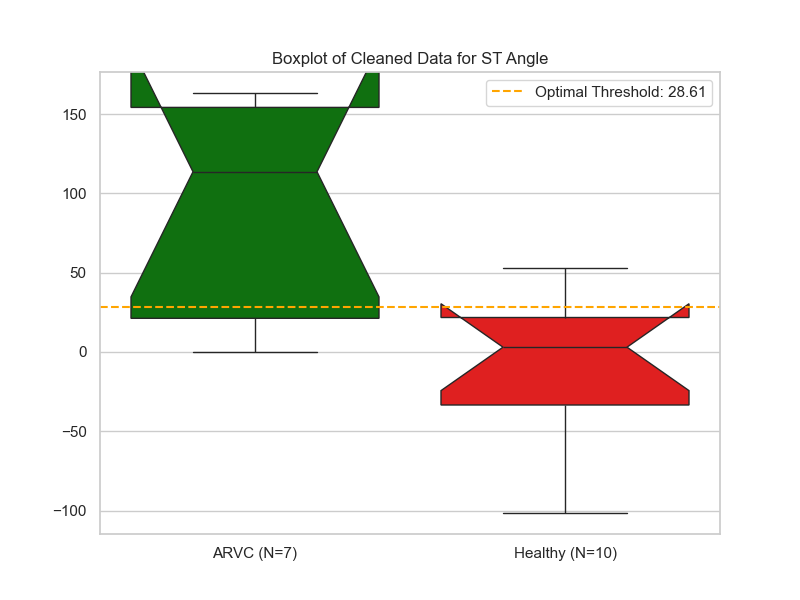 Boxplot of Cleaned Data for ST Angle
Optimal Threshold: 28.61
150
100
50
0
−50
−100
ARVC (N=7)
Healthy (N=10)